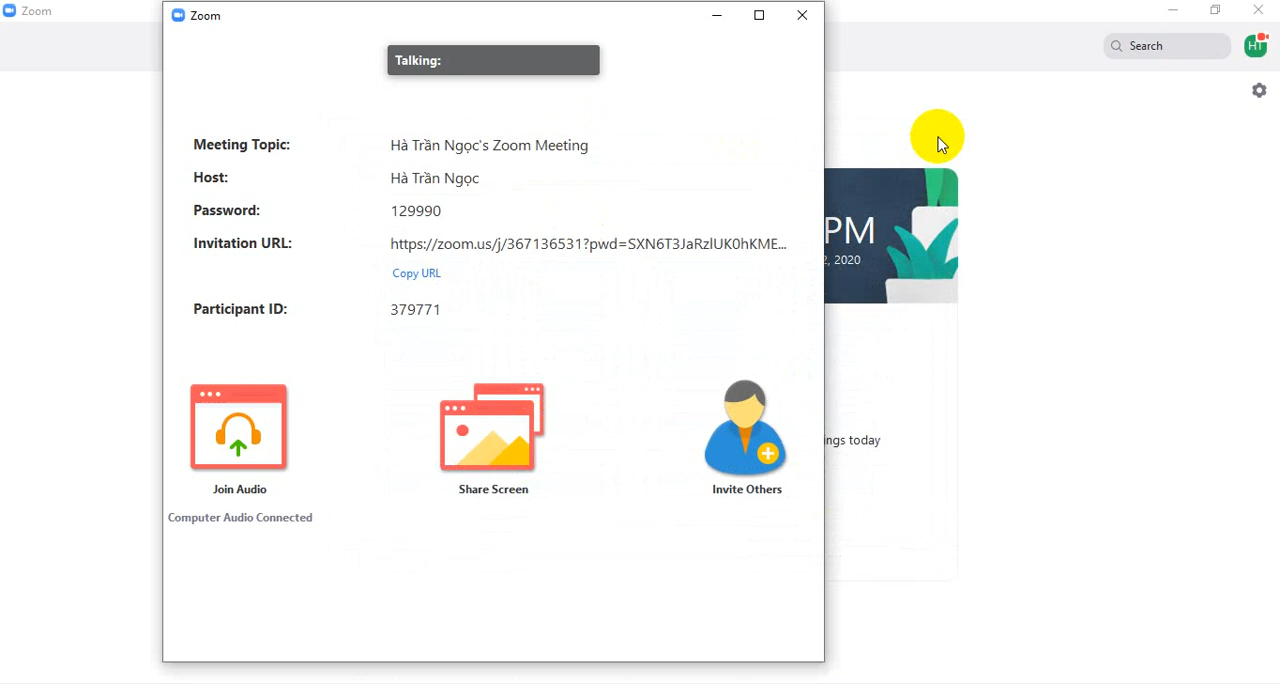 Zoom
Zoom
Search
HT
Talking:
Meeting Topic: Hà Trần Ngọc's Zoom Meeting
Host: Hà Trần Ngọc
Password: 129990
Invitation URL: https://zoom.us/j/367136531?pwd=SXN6T3JaRzlUK0hKME...
Copy URL
Participant ID: 379771
PM
2, 2020
ngs today
Join Audio
Share Screen
Invite Others
Computer Audio Connected